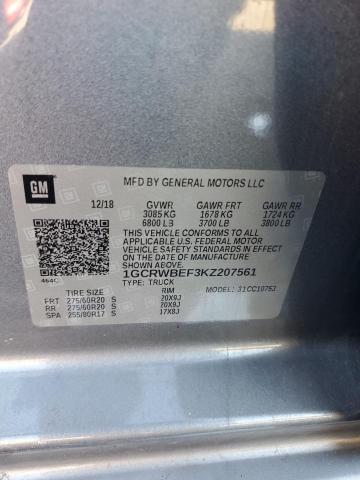 GM
MFD BY GENERAL MOTORS LLC
12/18 GVWR GAWR FRT GAWR RR
3085 KG 1678 KG 1724 KG
6800 LB 3700 LB 3800 LB
THIS VEHICLE CONFORMS TO ALL
APPLICABLE U.S. FEDERAL MOTOR
VEHICLE SAFETY STANDARDS IN EFFECT
ON THE DATE OF MANUFACTURE
SHOWN ABOVE.
1GCRWBEF3KZ207561
464C TYPE: TRUCK MODEL: 31CC10753
TIRE SIZE RIM
FRT 275/60R20 S 20X9J
RR 275/60R20 S 20X9J
SPA 255/80R17 S 17X8J